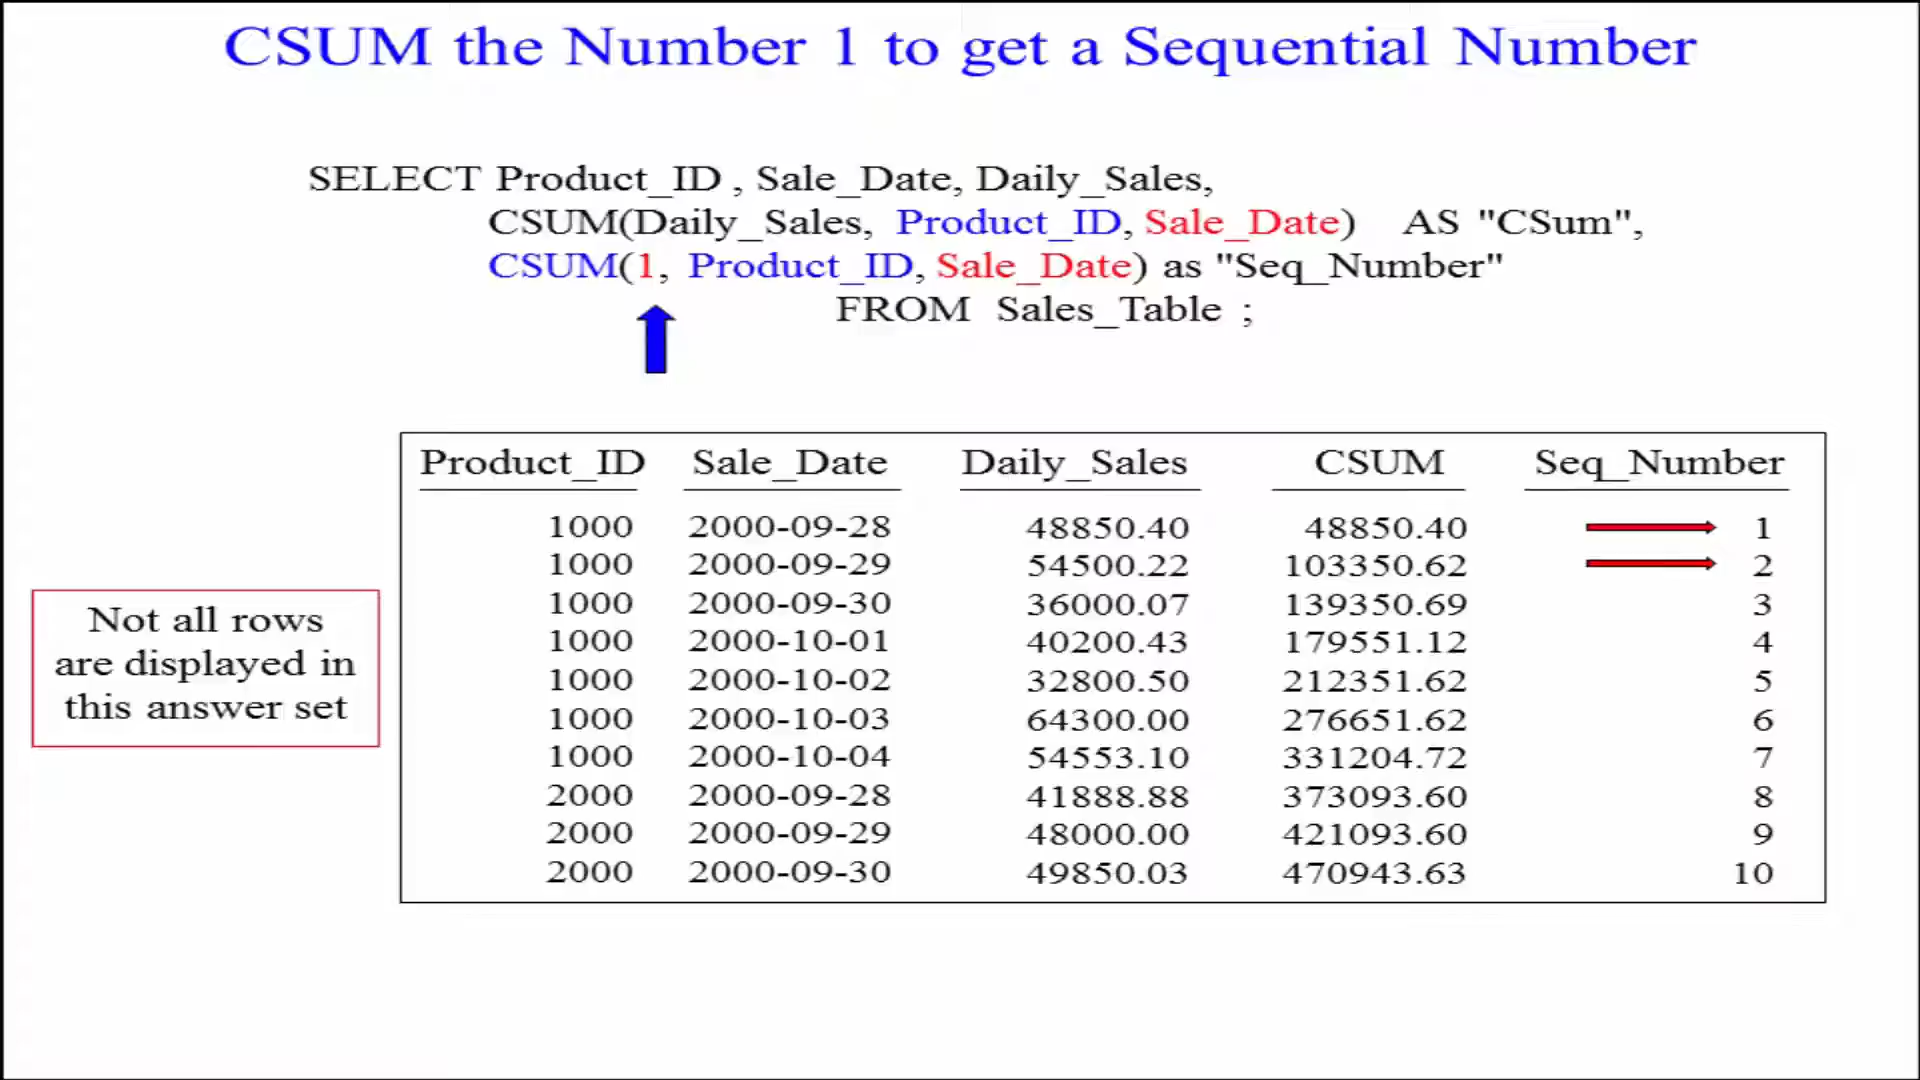 CSUM the Number 1 to get a Sequential Number
SELECT Product_ID , Sale_Date, Daily_Sales,
CSUM(Daily_Sales, Product_ID, Sale_Date) AS "CSum",
CSUM(1, Product_ID, Sale_Date) as "Seq_Number"
FROM Sales_Table ;
Product_ID Sale_Date Daily_Sales CSUM Seq_Number
1000 2000-09-28 48850.40 48850.40 1
1000 2000-09-29 54500.22 103350.62 2
1000 2000-09-30 36000.07 139350.69 3
1000 2000-10-01 40200.43 179551.12 4
1000 2000-10-02 32800.50 212351.62 5
1000 2000-10-03 64300.00 276651.62 6
1000 2000-10-04 54553.10 331204.72 7
2000 2000-09-28 41888.88 373093.60 8
2000 2000-09-29 48000.00 421093.60 9
2000 2000-09-30 49850.03 470943.63 10
Not all rows
are displayed in
this answer set